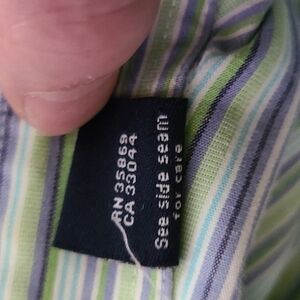 RN 35869
CA 33044
See side seam
for care